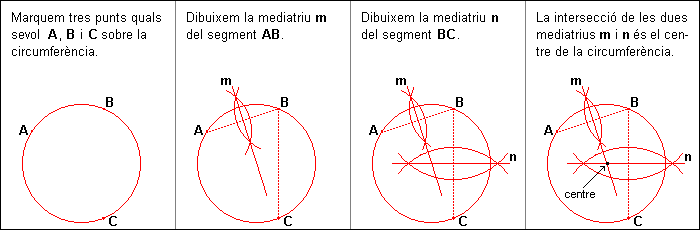 Marquem tres punts quals
sevol A, B i C sobre la
circumferència.
A
B
C
Dibuixem la mediatriu m
del segment AB.
m
A
B
C
Dibuixem la mediatriu n
del segment BC.
m
A
B
n
C
La intersecció de les dues
mediatrius m i n és el cen-
tre de la circumferència.
m
A
B
n
centre
C